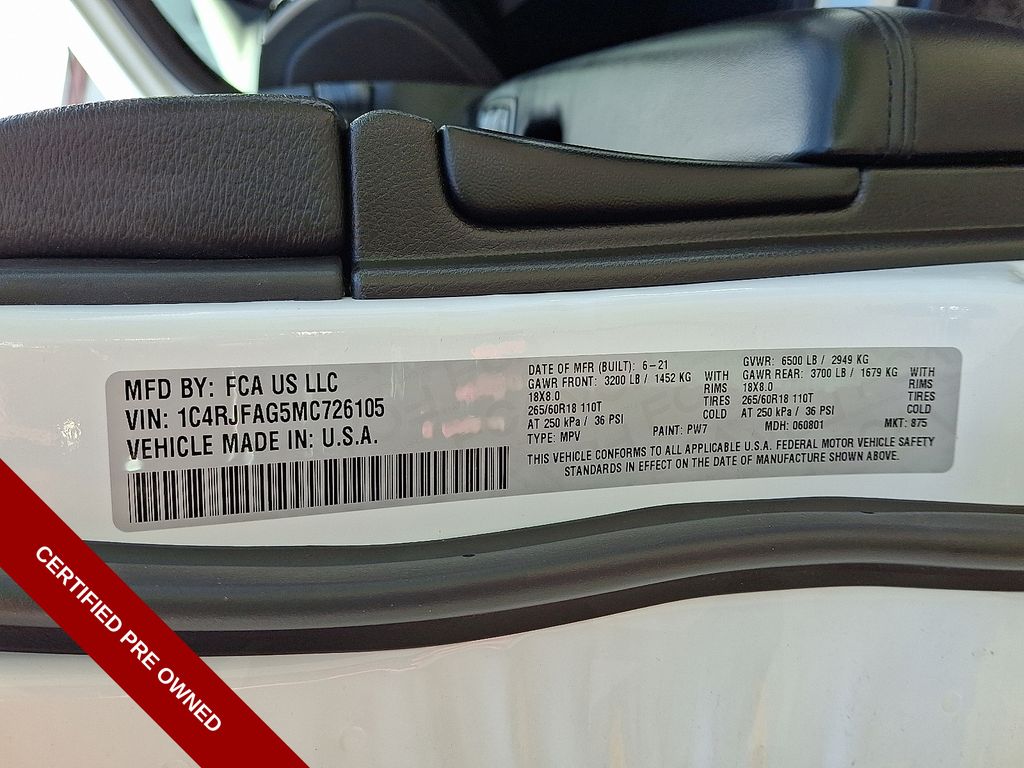 MFD BY: FCA US LLC
VIN: 1C4RJFAG5MC726105
VEHICLE MADE IN: U.S.A.
DATE OF MFR (BUILT): 6-21
GAWR FRONT: 3200 LB / 1452 KG WITH
18X8.0 RIMS
265/60R18 110T TIRES
AT 250 kPa / 36 PSI COLD
TYPE: MPV PAINT: PW7
GVWR: 6500 LB / 2949 KG
GAWR REAR: 3700 LB / 1679 KG WITH
18X8.0 RIMS
265/60R18 110T TIRES
AT 250 kPa / 36 PSI COLD
MDH: 060801 MKT: 875
THIS VEHICLE CONFORMS TO ALL APPLICABLE U.S.A. FEDERAL MOTOR VEHICLE SAFETY
STANDARDS IN EFFECT ON THE DATE OF MANUFACTURE SHOWN ABOVE.
CERTIFIED PRE OWNED